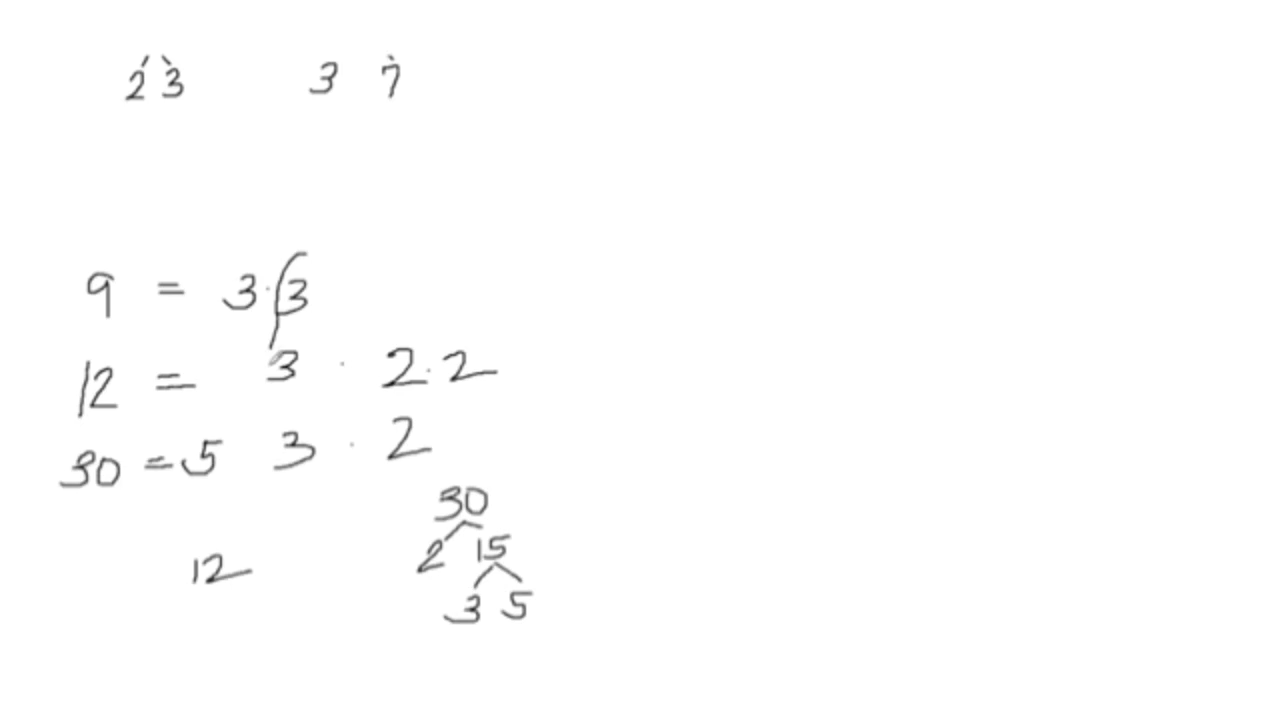 2 3 3 7
9 = 3 · 3
12 = 3 · 2 · 2
30 = 5 3 · 2
30
12 2 15
3 5